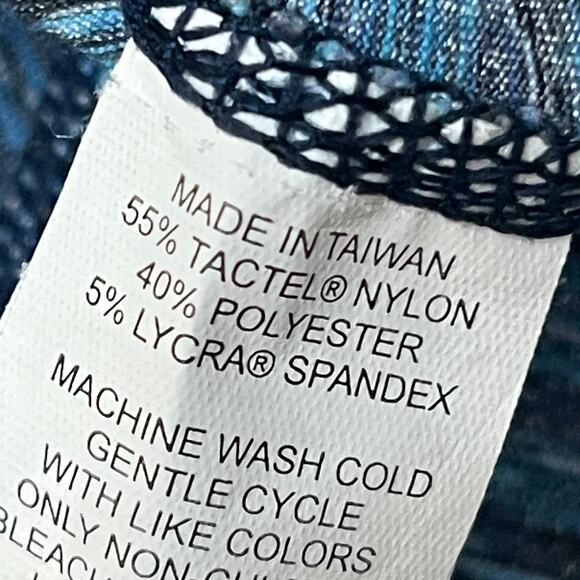 MADE IN TAIWAN
55% TACTEL® NYLON
40% POLYESTER
5% LYCRA® SPANDEX
MACHINE WASH COLD
GENTLE CYCLE
WITH LIKE COLORS
ONLY